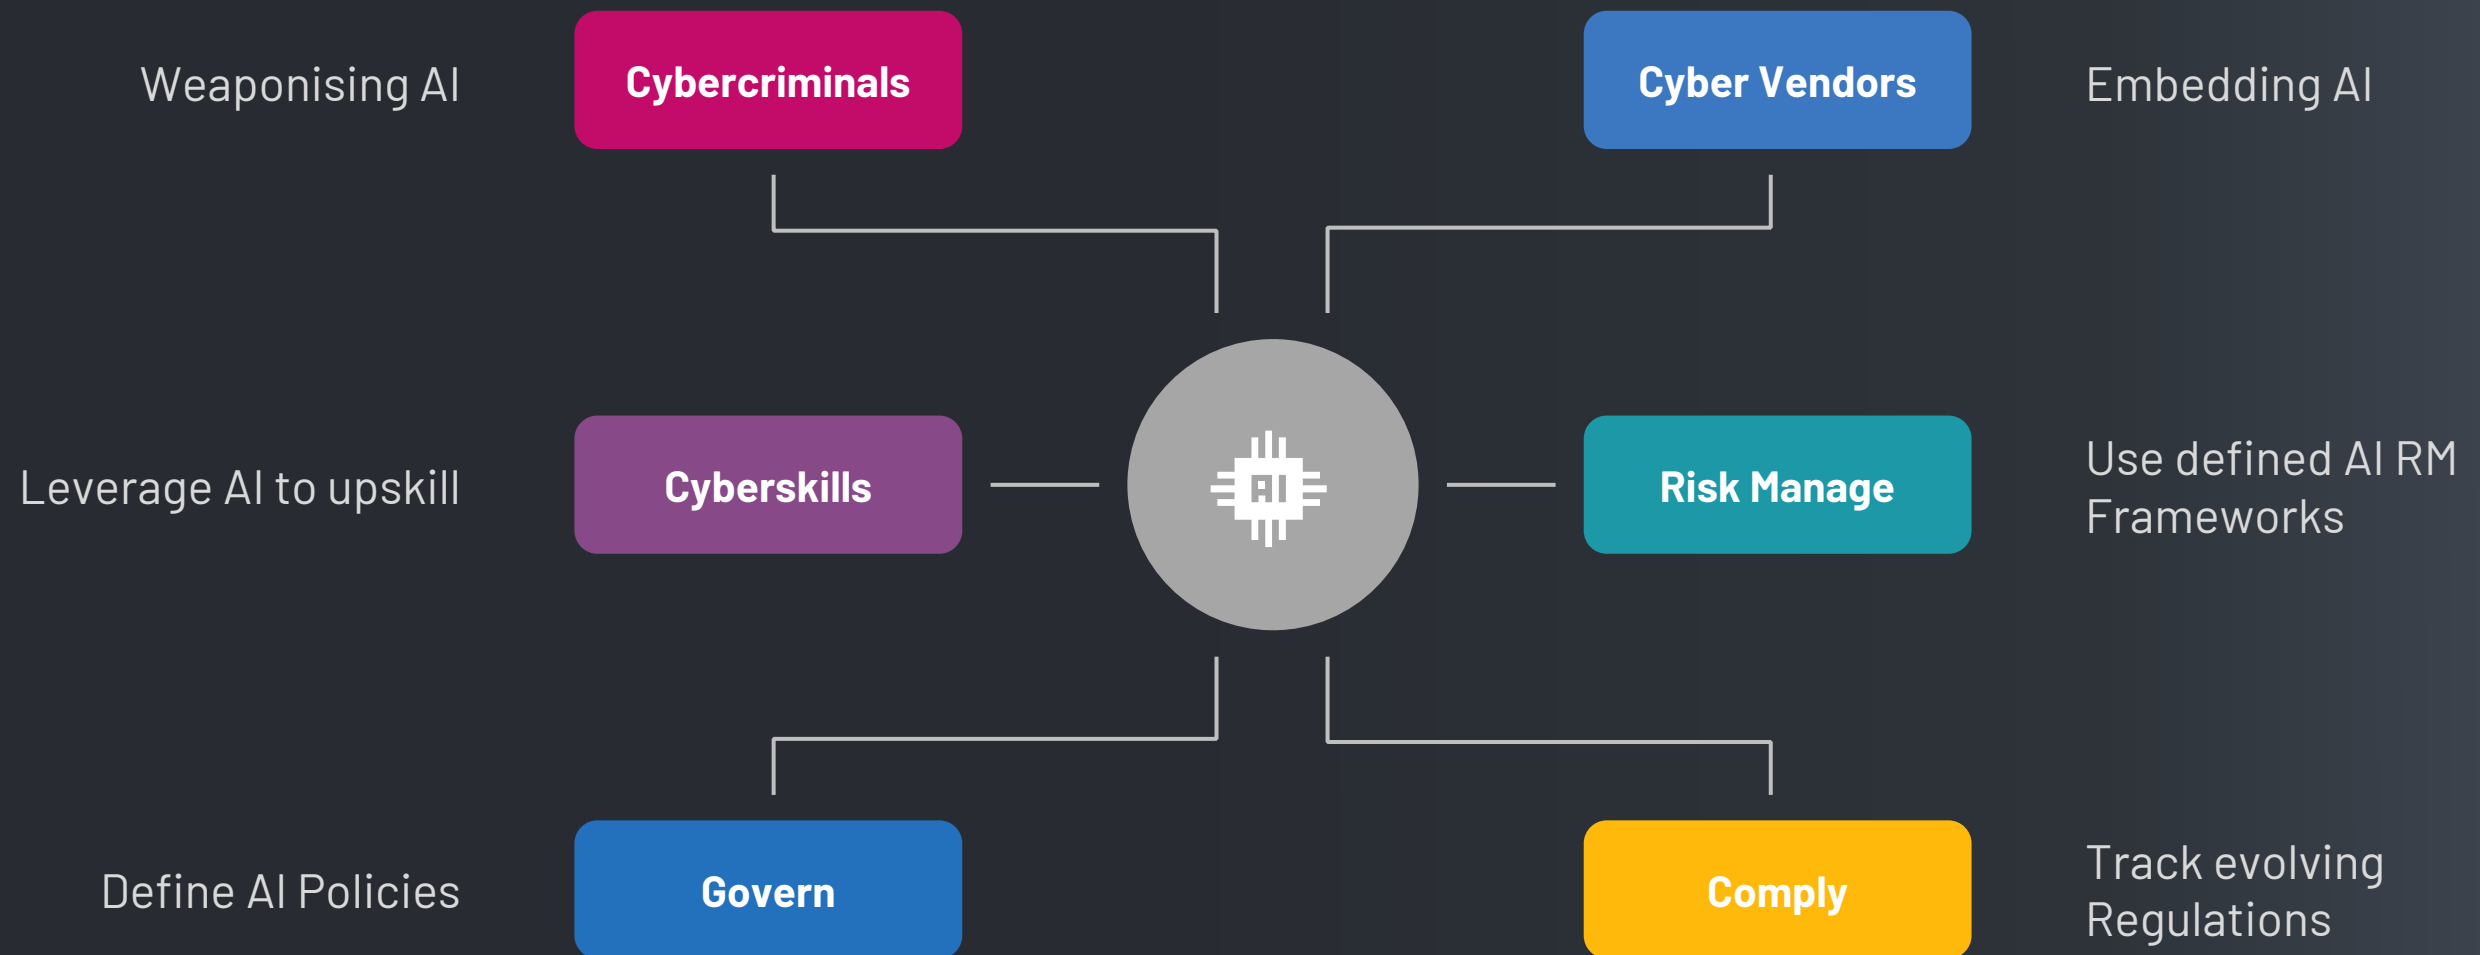 Weaponising AI
Cybercriminals
Cyber Vendors
Embedding AI
Leverage AI to upskill
Cyberskills
AI
Risk Manage
Use defined AI RM
Frameworks
Define AI Policies
Govern
Comply
Track evolving
Regulations